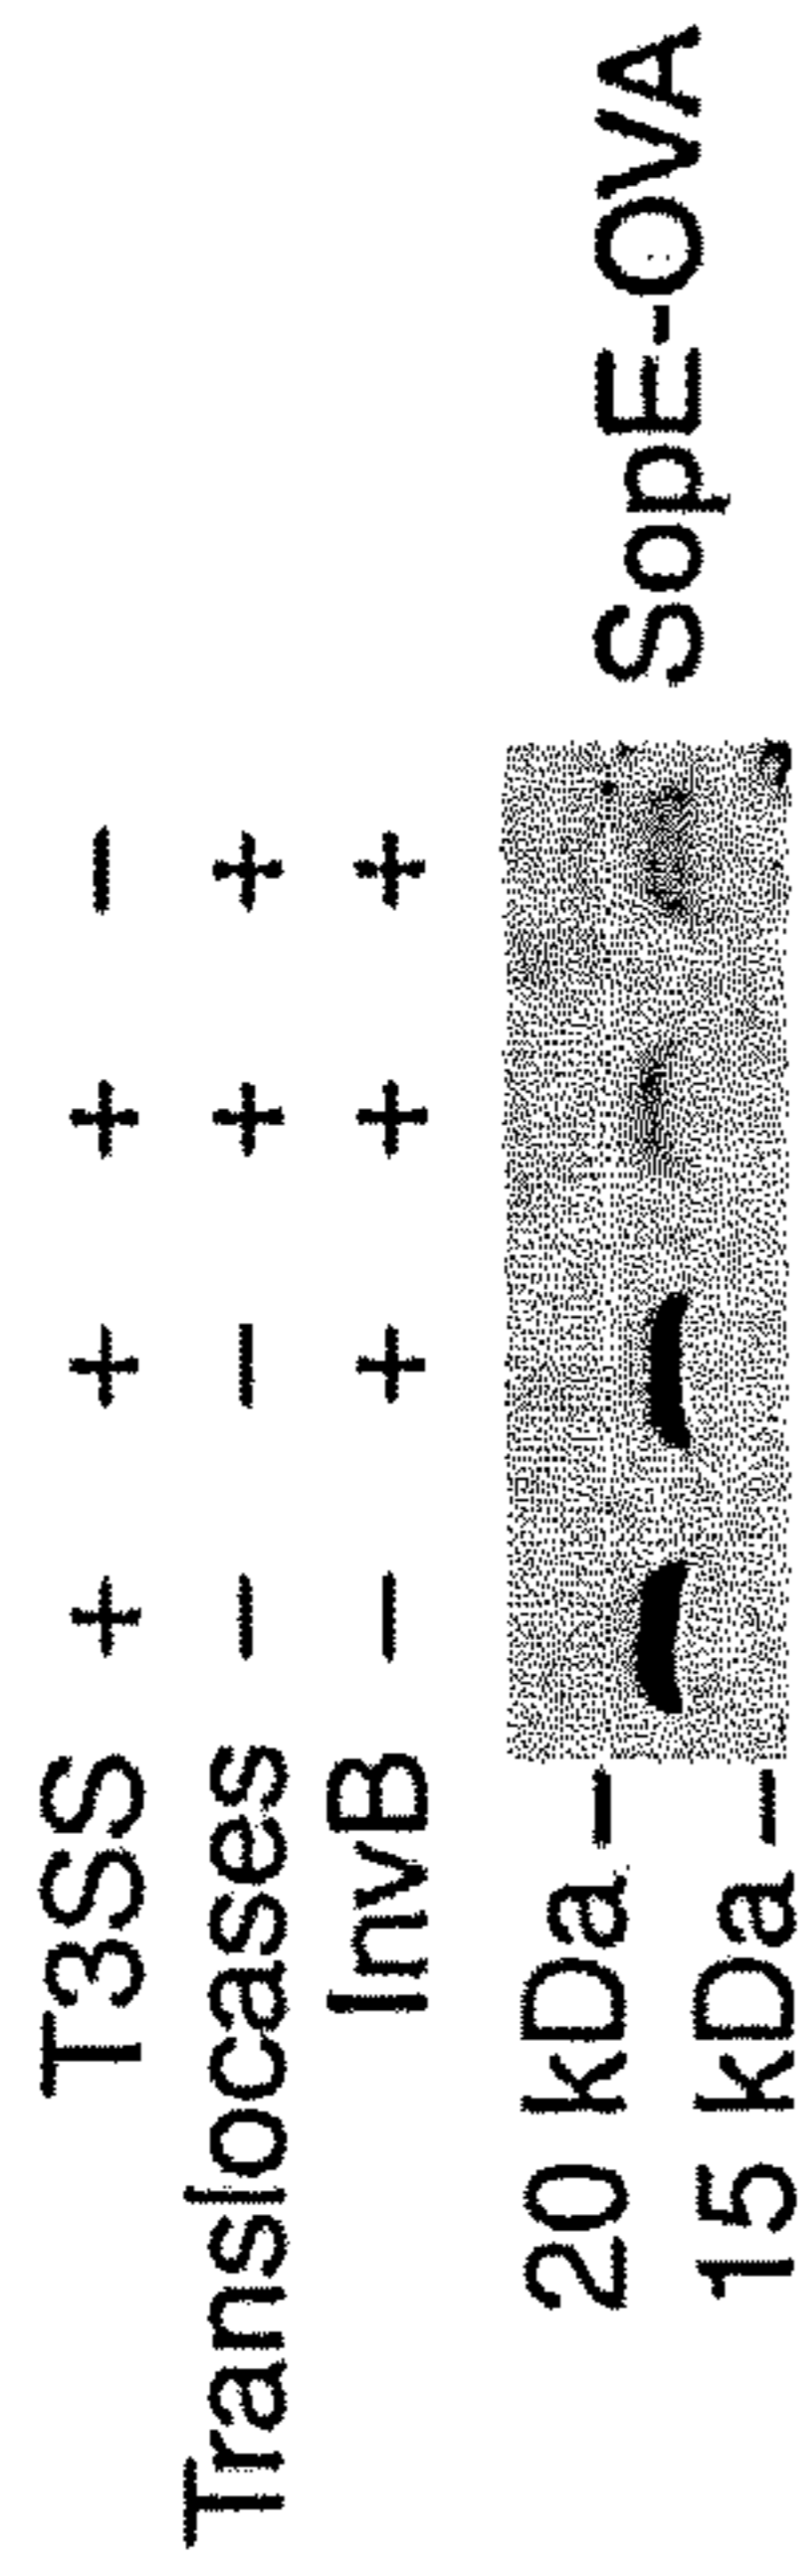 T3SS + + + −
Translocases − − + +
InvB − + + +
20 kDa − SopE-OVA
15 kDa −